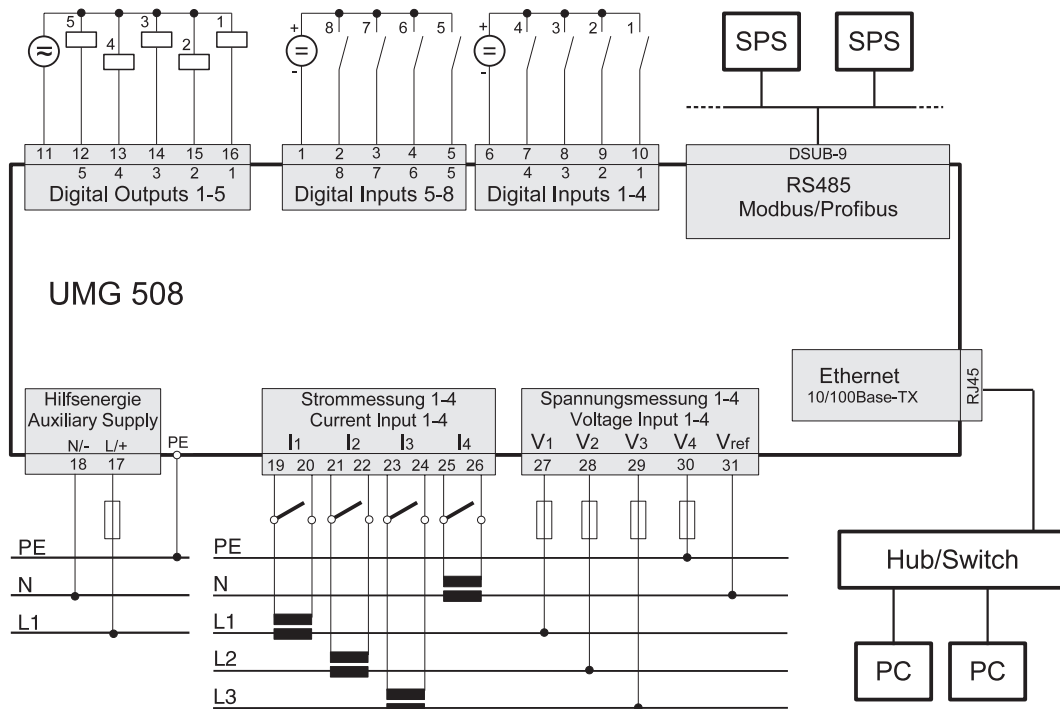 5 4 3 2 1
+ 8 7 6 5
-
+ 4 3 2 1
-
SPS SPS
11 12 13 14 15 16
5 4 3 2 1
Digital Outputs 1-5
1 2 3 4 5
8 7 6 5
Digital Inputs 5-8
6 7 8 9 10
4 3 2 1
Digital Inputs 1-4
DSUB-9
RS485
Modbus/Profibus
UMG 508
Ethernet
10/100Base-TX
RJ45
Hilfsenergie
Auxiliary Supply
N/- L/+
18 17
PE
Strommessung 1-4
Current Input 1-4
I1 I2 I3 I4
19 20 21 22 23 24 25 26
Spannungsmessung 1-4
Voltage Input 1-4
V1 V2 V3 V4 Vref
27 28 29 30 31
PE
N
L1
PE
N
L1
L2
L3
Hub/Switch
PC PC